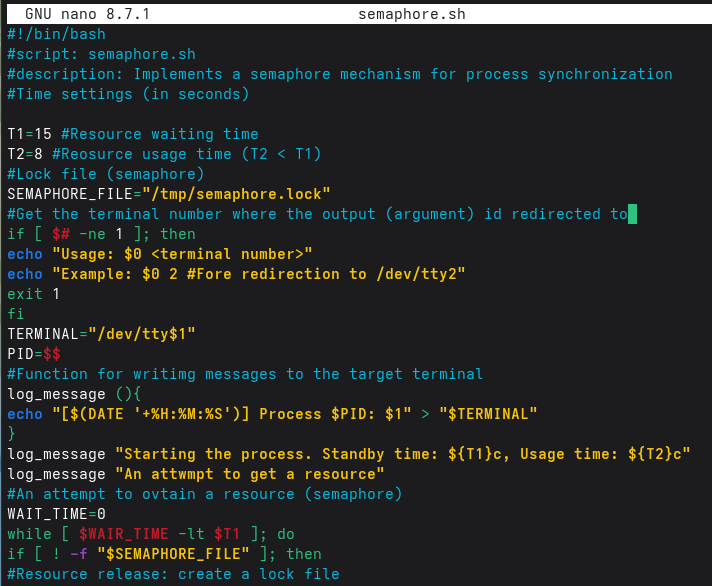 GNU nano 8.7.1 semaphore.sh
#!/bin/bash
#script: semaphore.sh
#description: Implements a semaphore mechanism for process synchronization
#Time settings (in seconds)
T1=15 #Resource waiting time
T2=8 #Reosurce usage time (T2 < T1)
#Lock file (semaphore)
SEMAPHORE_FILE="/tmp/semaphore.lock"
#Get the terminal number where the output (argument) id redirected to
if [ $# -ne 1 ]; then
echo "Usage: $0 <terminal number>"
echo "Example: $0 2 #Fore redirection to /dev/tty2"
exit 1
fi
TERMINAL="/dev/tty$1"
PID=$$
#Function for writimg messages to the target terminal
log_message (){
echo "[$(DATE '+%H:%M:%S')] Process $PID: $1" > "$TERMINAL"
}
log_message "Starting the process. Standby time: ${T1}c, Usage time: ${T2}c"
log_message "An attwmpt to get a resource"
#An attempt to ovtain a resource (semaphore)
WAIT_TIME=0
while [ $WAIR_TIME -lt $T1 ]; do
if [ ! -f "$SEMAPHORE_FILE" ]; then
#Resource release: create a lock file